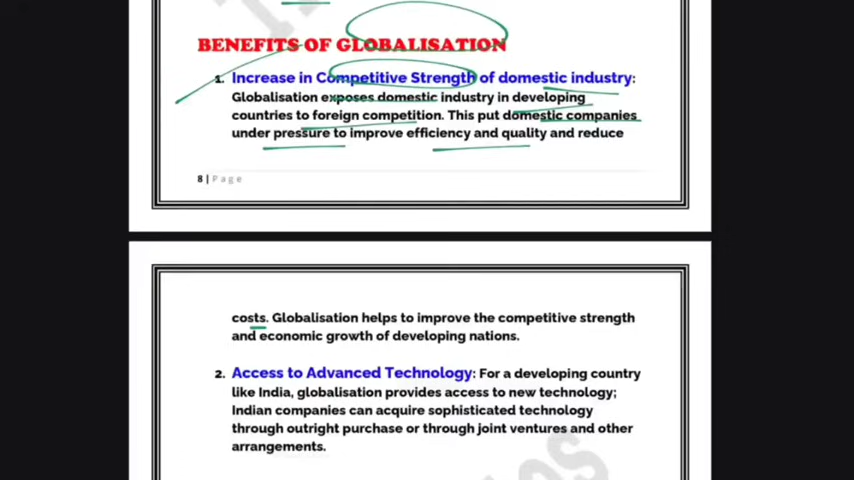 BENEFITS OF GLOBALISATION
1. Increase in Competitive Strength of domestic industry:
Globalisation exposes domestic industry in developing
countries to foreign competition. This put domestic companies
under pressure to improve efficiency and quality and reduce
8 | Page
costs. Globalisation helps to improve the competitive strength
and economic growth of developing nations.
2. Access to Advanced Technology: For a developing country
like India, globalisation provides access to new technology;
Indian companies can acquire sophisticated technology
through outright purchase or through joint ventures and other
arrangements.